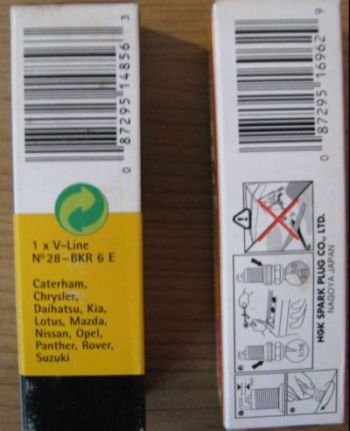 0 87295 14856 3
1 x V-Line
Nº 28-BKR 6 E
Caterham,
Chrysler,
Daihatsu, Kia,
Lotus, Mazda,
Nissan, Opel,
Panther, Rover,
Suzuki
0 87295 16962 9
NGK SPARK PLUG CO., LTD.
NAGOYA JAPAN